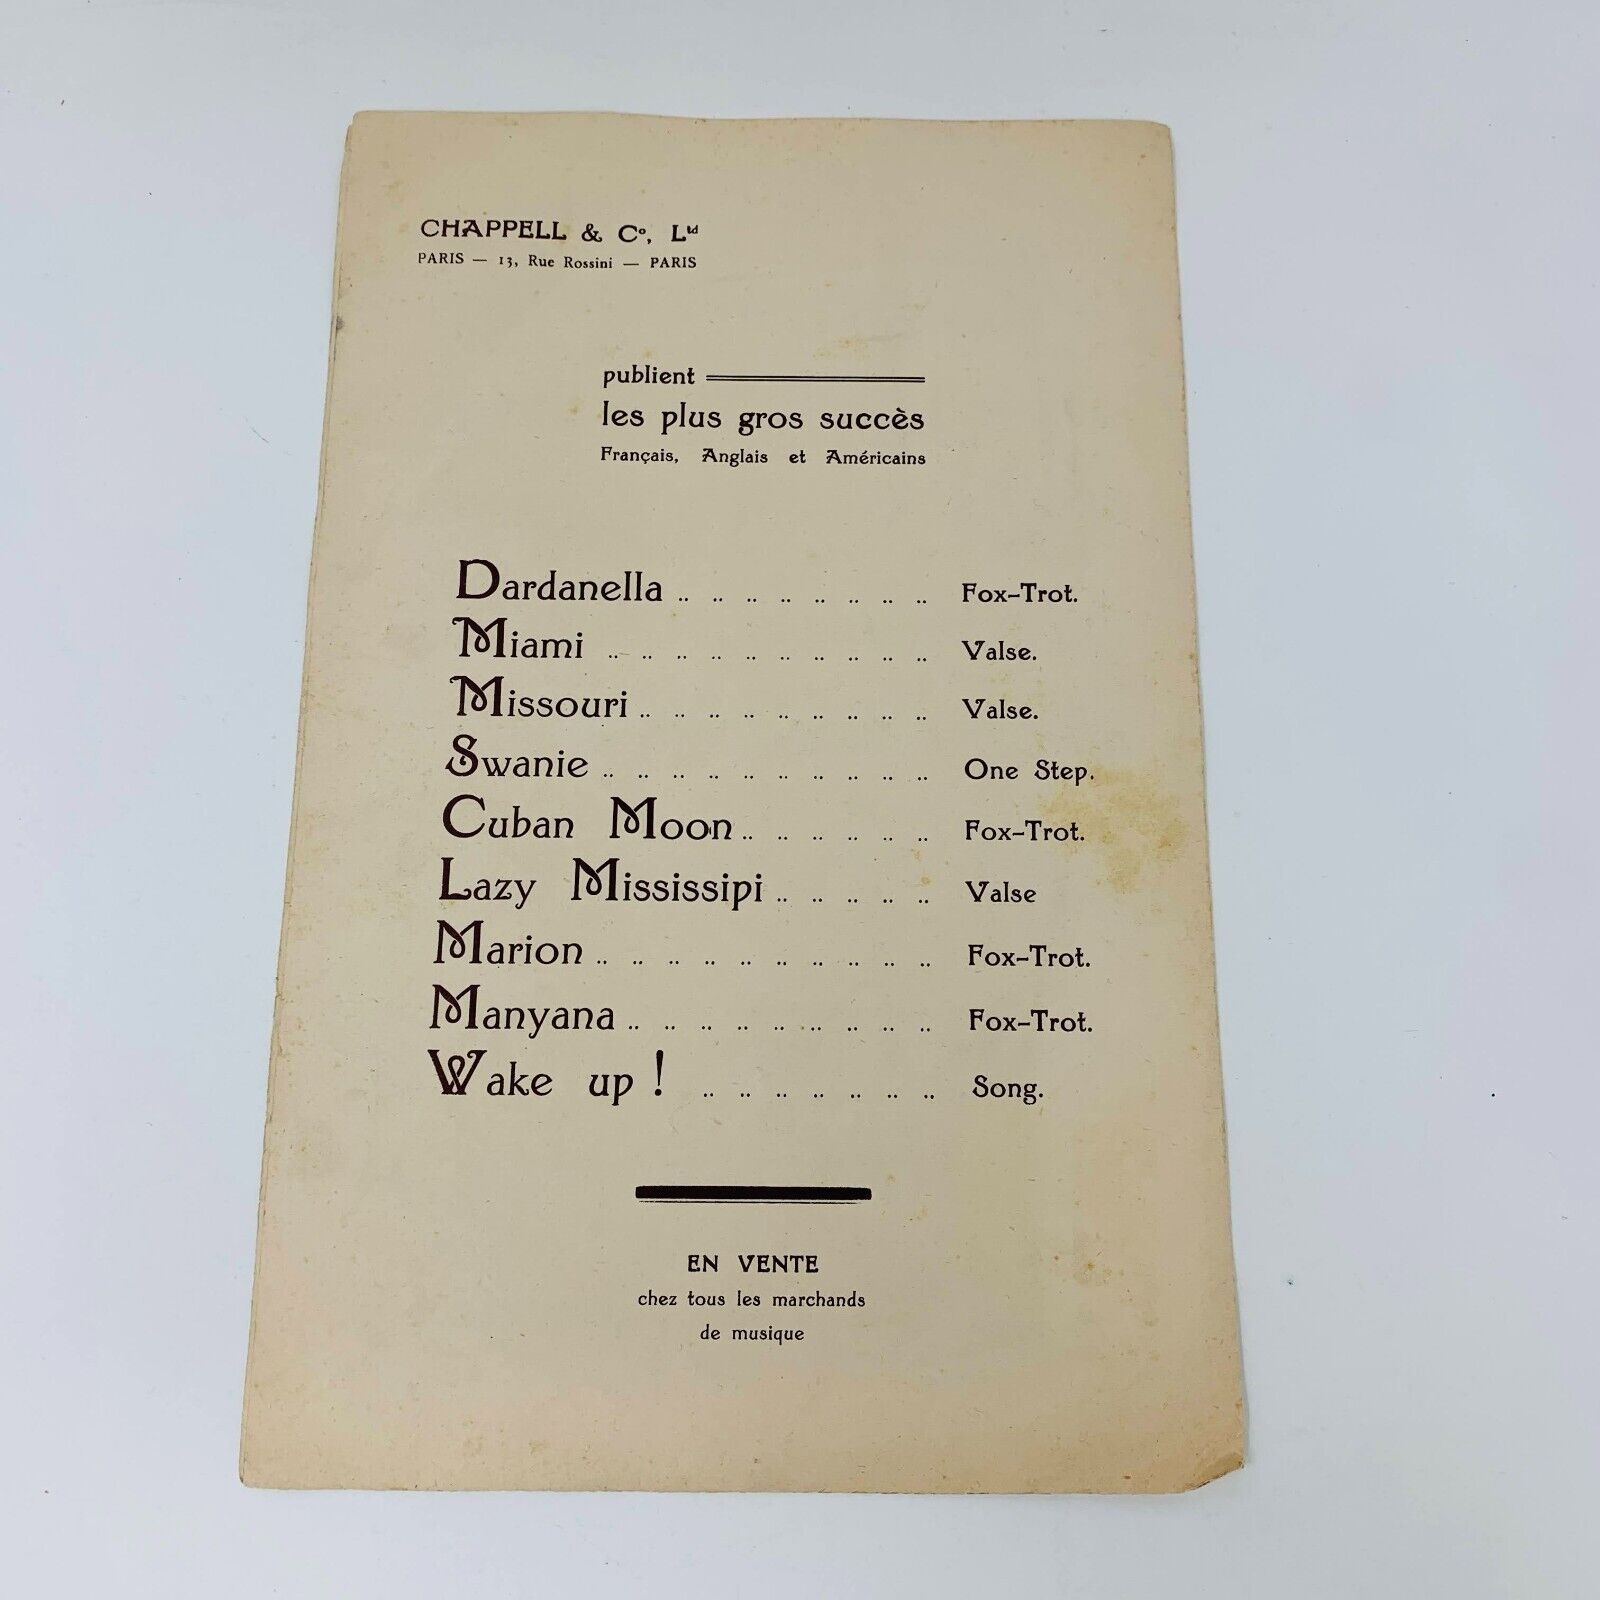 CHAPPELL & Cº, Lᵗᵈ
PARIS — 13, Rue Rossini — PARIS
publient
les plus gros succès
Français, Anglais et Américains
Dardanella .. .. .. .. .. .. .. .. Fox-Trot.
Miami .. .. .. .. .. .. .. .. .. .. Valse.
Missouri .. .. .. .. .. .. .. .. .. Valse.
Swanie .. .. .. .. .. .. .. .. .. .. One Step.
Cuban Moon .. .. .. .. .. .. Fox-Trot.
Lazy Mississipi .. .. .. .. .. Valse
Marion .. .. .. .. .. .. .. .. .. .. Fox-Trot.
Manyana .. .. .. .. .. .. .. .. .. Fox-Trot.
Wake up ! .. .. .. .. .. .. .. Song.
EN VENTE
chez tous les marchands
de musique